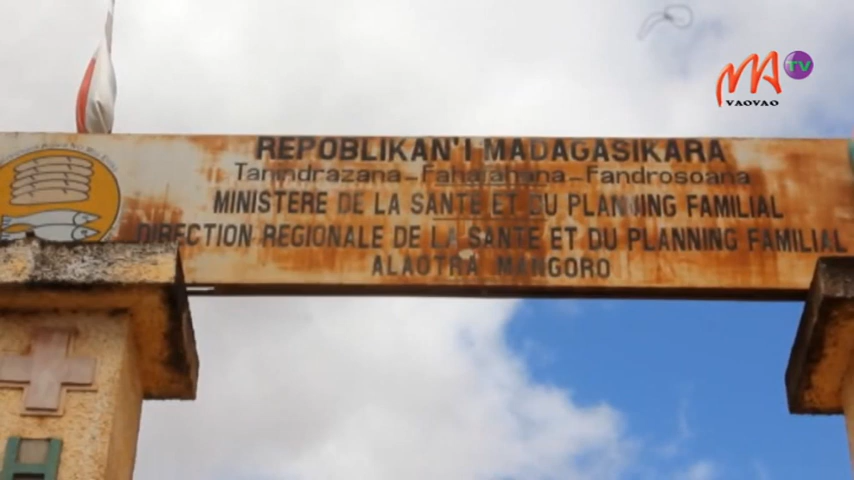 MA TV
VAOVAO
REPOBLIKAN'I MADAGASIKARA
Tanindrazana - Fahafahana - Fandrosoana
MINISTERE DE LA SANTE ET DU PLANNING FAMILIAL
DIRECTION REGIONALE DE LA SANTE ET DU PLANNING FAMILIAL
ALAOTRA MANGORO
H